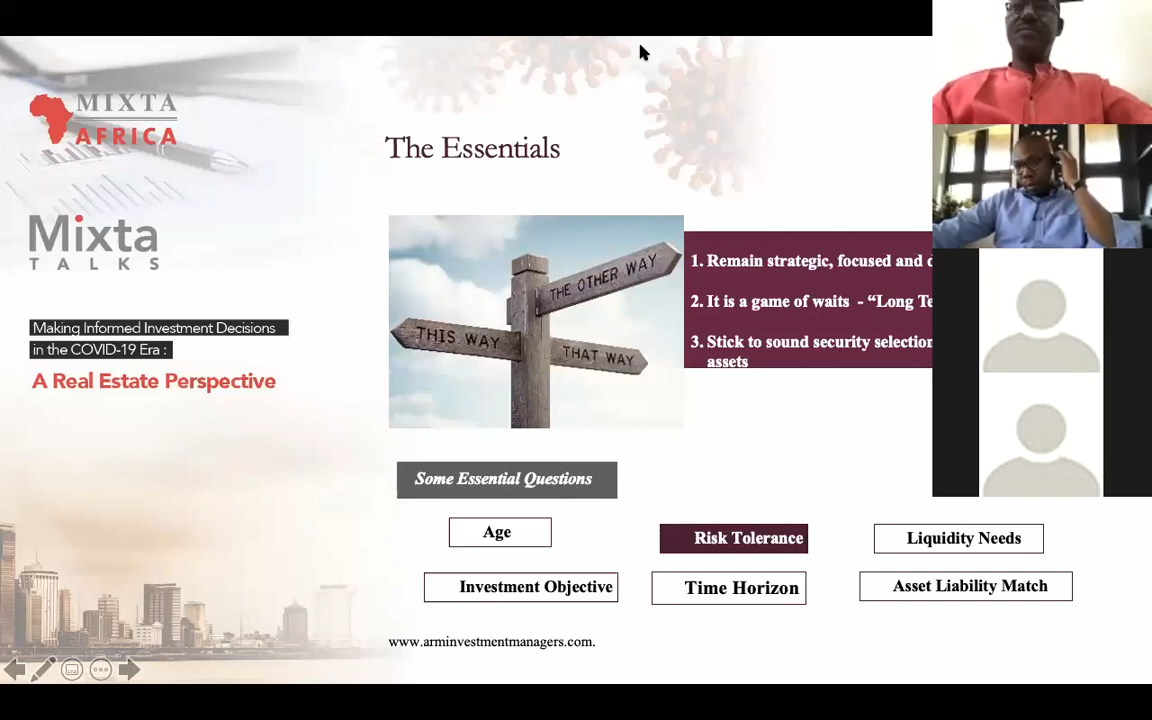 MIXTA
AFRICA
Mixta
TALKS
Making Informed Investment Decisions
in the COVID-19 Era :
A Real Estate Perspective
The Essentials
THE OTHER WAY
THIS WAY
THAT WAY
1. Remain strategic, focused and
2. It is a game of waits - “Long
3. Stick to sound security selection
assets
Some Essential Questions
Age
Risk Tolerance
Liquidity Needs
Investment Objective
Time Horizon
Asset Liability Match
www.arminvestmentmanagers.com.